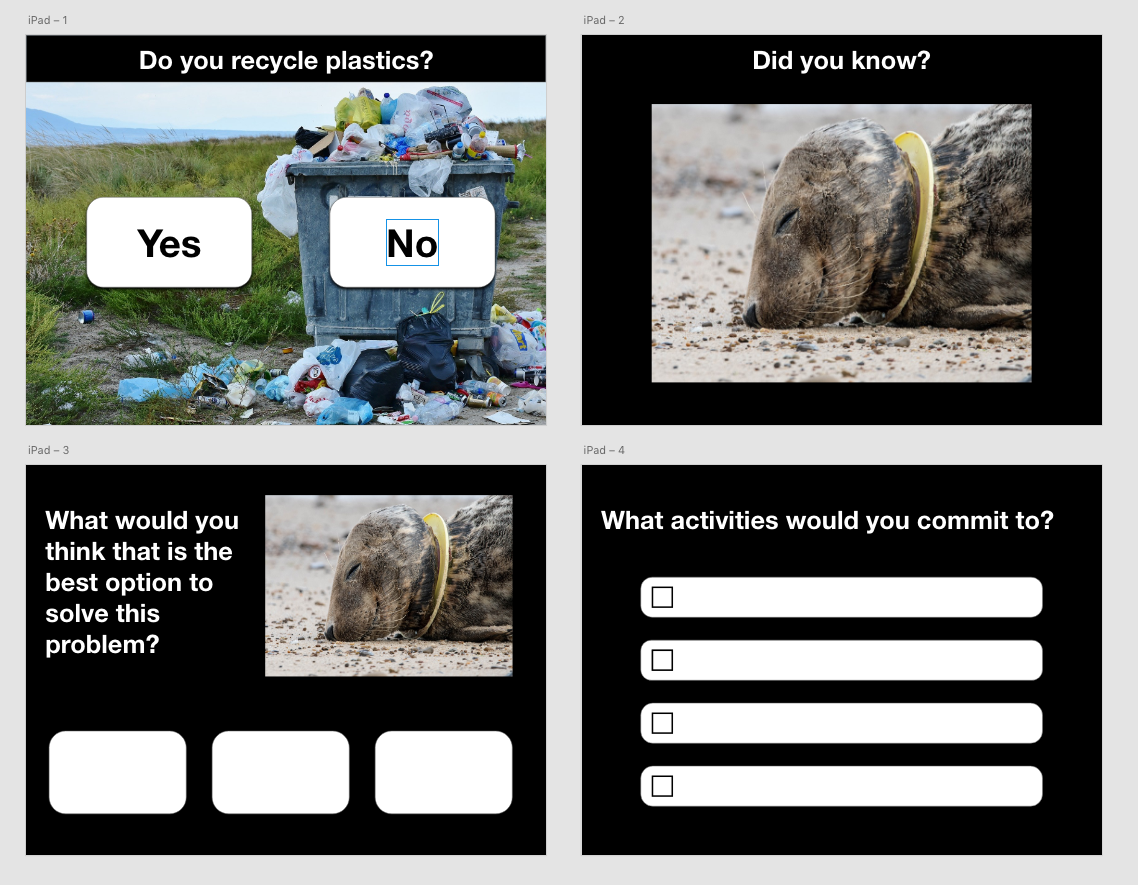 iPad – 1
Do you recycle plastics?
Yes
No
iPad – 2
Did you know?
iPad – 3
What would you
think that is the
best option to
solve this
problem?
iPad – 4
What activities would you commit to?